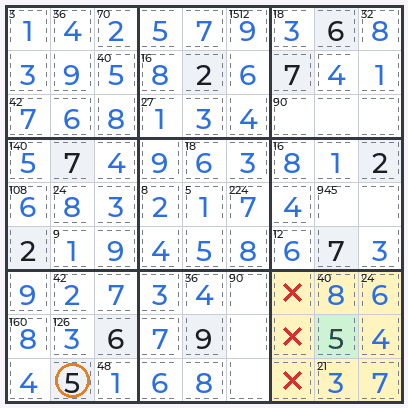 3 36 70 1512 18 32
1 4 2 5 7 9 3 6 8
40 16
3 9 5 8 2 6 7 4 1
42 27 90
7 6 8 1 3 4
140 18 16
5 7 4 9 6 3 8 1 2
108 24 8 5 224 945
6 8 3 2 1 7 4
9 12
2 1 9 4 5 8 6 7 3
42 36 90 40 24
9 2 7 3 4 × 8 6
160 126
8 3 6 7 9 × 5 4
48 21
4 5 1 6 8 × 3 7